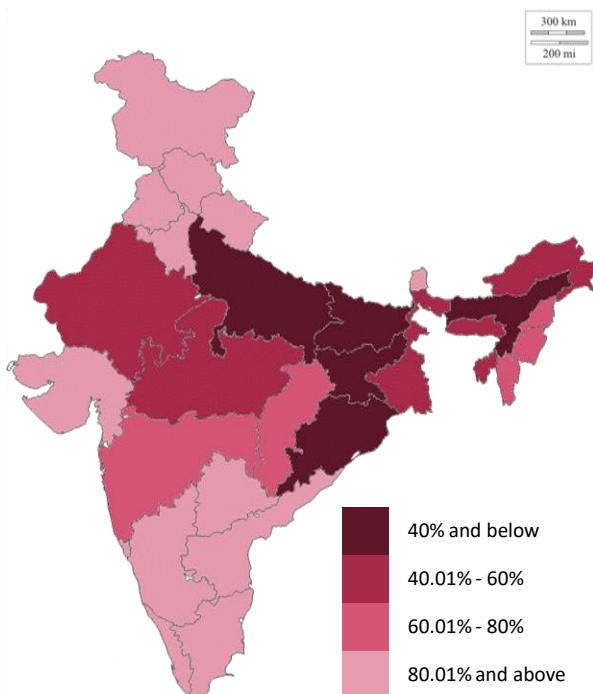 300 km
200 mi
40% and below
40.01% - 60%
60.01% - 80%
80.01% and above